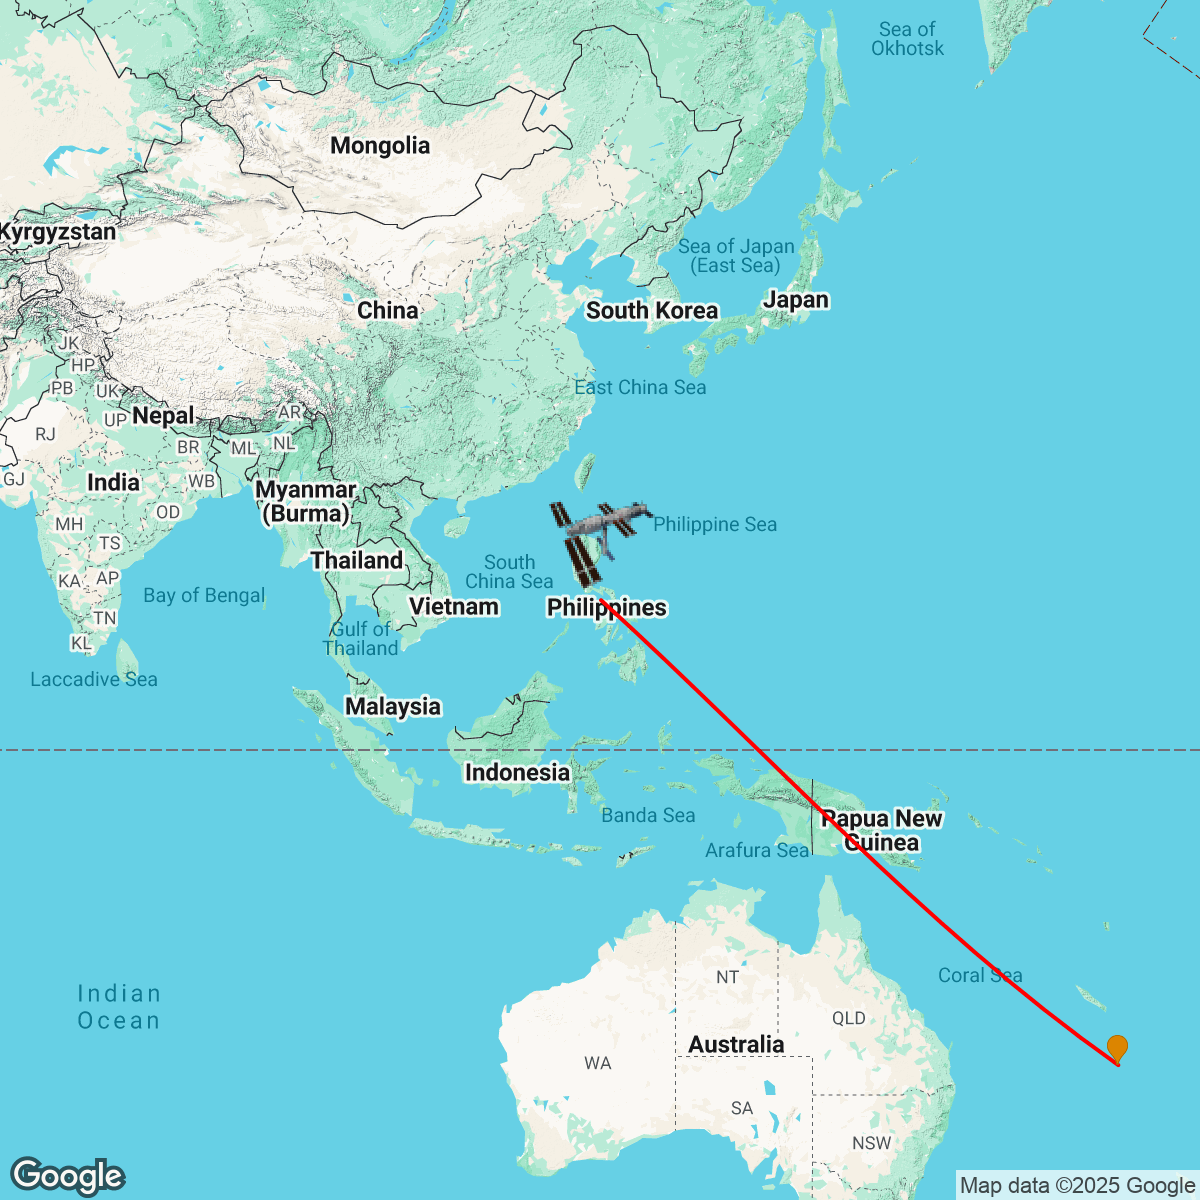 Sea of
Okhotsk
Mongolia
Kyrgyzstan
Sea of Japan
(East Sea)
Japan
China
South Korea
JK
HP
PB
UK
East China Sea
UP
Nepal
AR
RJ
BR
ML
NL
GJ
India
WB
Myanmar
(Burma)
OD
MH
Philippine Sea
TS
Thailand
South
China Sea
KA
AP
Bay of Bengal
Vietnam
Philippines
TN
Gulf of
Thailand
KL
Laccadive Sea
Malaysia
Indonesia
Banda Sea
Papua New
Guinea
Arafura Sea
Coral Sea
NT
Indian
Ocean
QLD
Australia
WA
SA
NSW
Google
Map data ©2025 Google